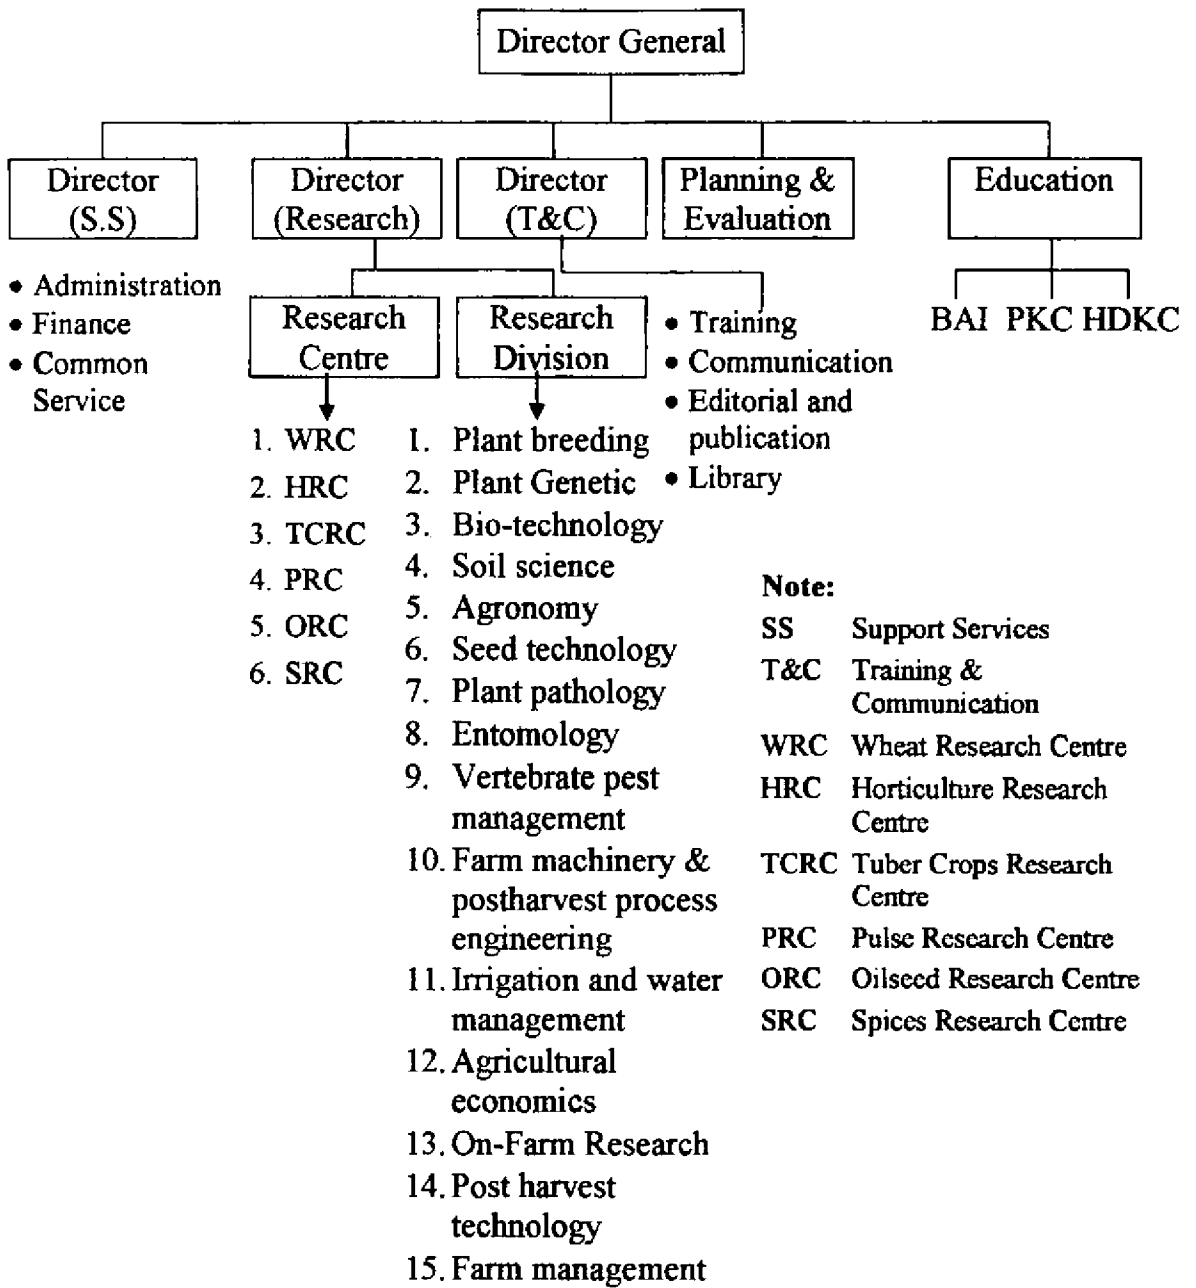 Director General
Director
(S.S)
Director
(Research)
Director
(T&C)
Planning &
Evaluation
Education
• Administration
• Finance
• Common
Service
Research
Centre
Research
Division
• Training
• Communication
• Editorial and
publication
• Library
BAI PKC HDKC
1. WRC
2. HRC
3. TCRC
4. PRC
5. ORC
6. SRC
1. Plant breeding
2. Plant Genetic
3. Bio-technology
4. Soil science
5. Agronomy
6. Seed technology
7. Plant pathology
8. Entomology
9. Vertebrate pest
management
10. Farm machinery &
postharvest process
engineering
11. Irrigation and water
management
12. Agricultural
economics
13. On-Farm Research
14. Post harvest
technology
15. Farm management
Note:
SS Support Services
T&C Training &
Communication
WRC Wheat Research Centre
HRC Horticulture Research
Centre
TCRC Tuber Crops Research
Centre
PRC Pulse Research Centre
ORC Oilseed Research Centre
SRC Spices Research Centre